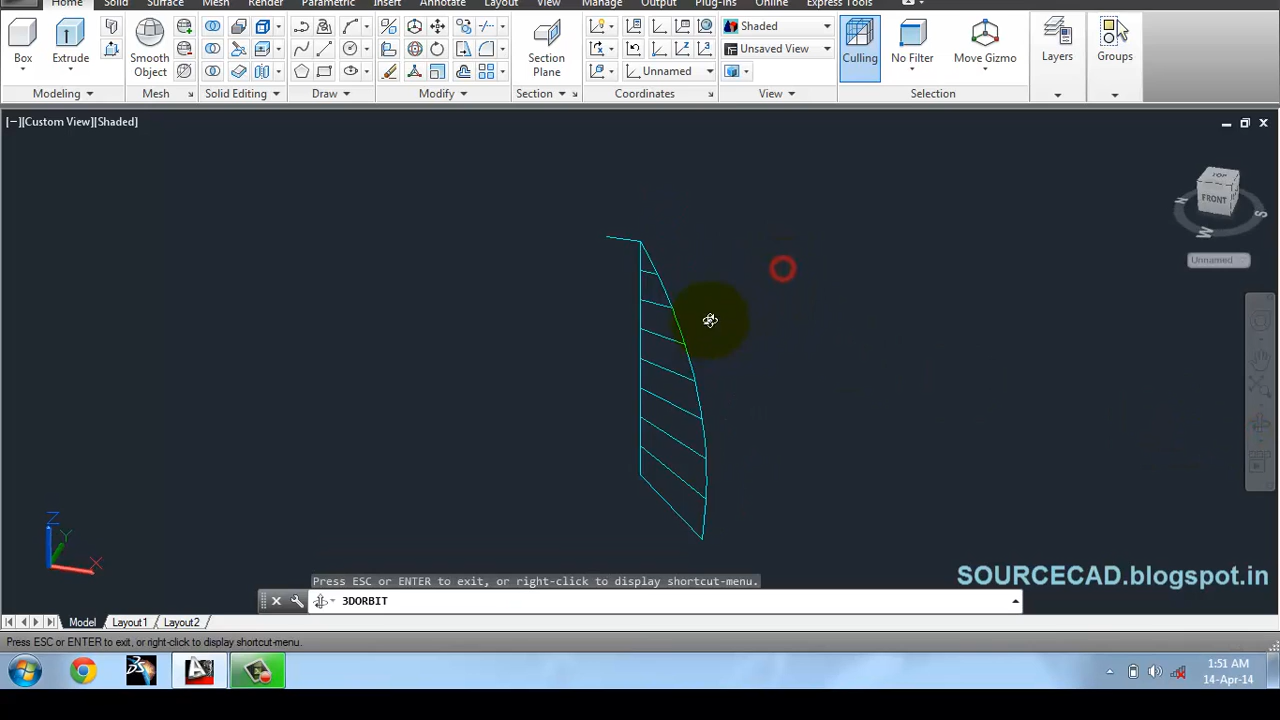 Home Solid Surface Mesh Render Parametric Insert Annotate Layout View Manage Output Plug-ins Online Express Tools
Shaded
Unsaved View
Unnamed
Box
Extrude
Smooth
Object
Section
Plane
Culling
No Filter
Move Gizmo
Layers
Groups
Modeling
Mesh
Solid Editing
Draw
Modify
Section
Coordinates
View
Selection
[−][Custom View][Shaded]
TOP
FRONT
N
S
W
Unnamed
Z
Y
X
SOURCECAD.blogspot.in
Press ESC or ENTER to exit, or right-click to display shortcut-menu.
3DORBIT
Model Layout1 Layout2
Press ESC or ENTER to exit, or right-click to display shortcut-menu.
1:51 AM
14-Apr-14